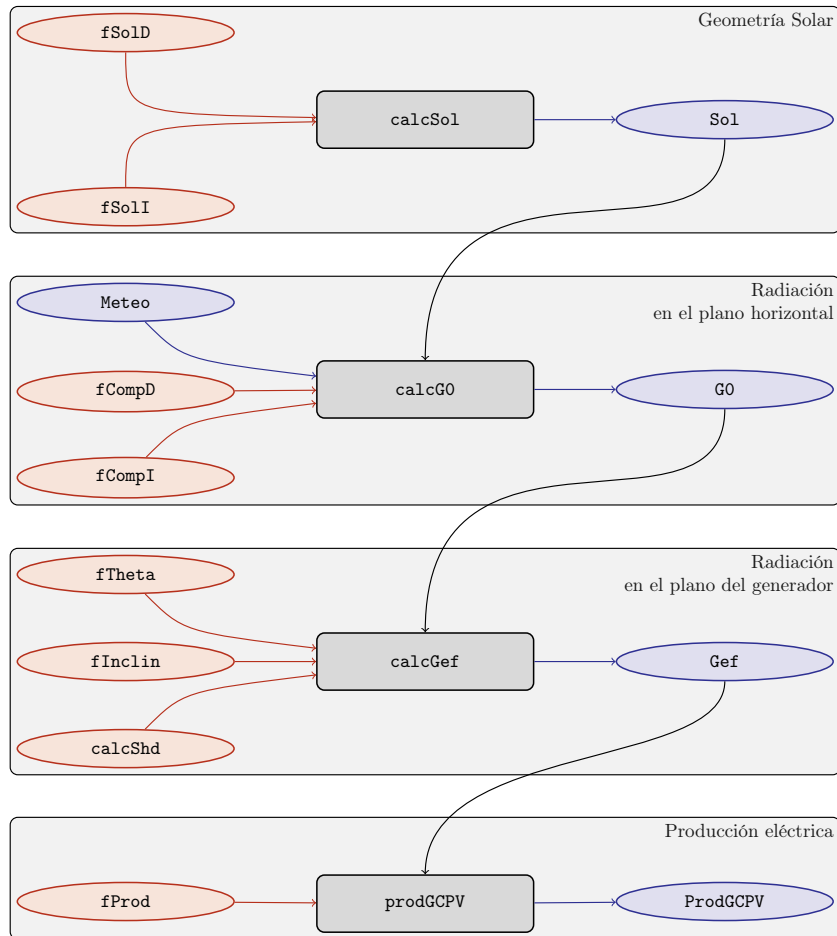 Geometría Solar
fSolD
calcSol
Sol
fSolI
Radiación
en el plano horizontal
Meteo
fCompD
calcG0
G0
fCompI
Radiación
en el plano del generador
fTheta
fInclin
calcGef
Gef
calcShd
Producción eléctrica
fProd
prodGCPV
ProdGCPV